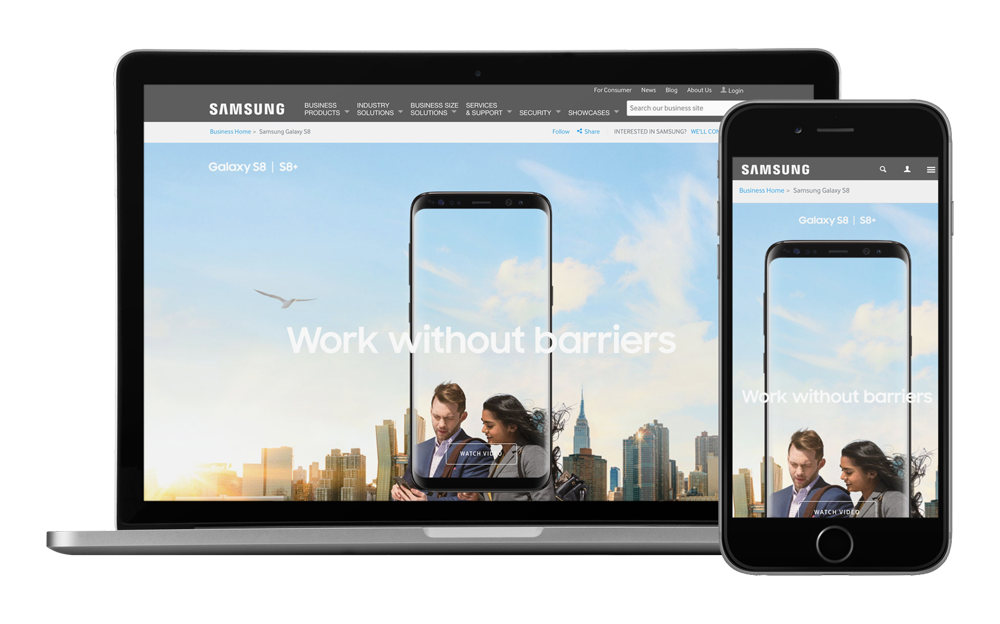 For Consumer News Blog About Us Login
SAMSUNG
BUSINESS PRODUCTS
INDUSTRY SOLUTIONS
BUSINESS SIZE SOLUTIONS
SERVICES & SUPPORT
SECURITY
SHOWCASES
Search our business site
Business Home » Samsung Galaxy S8
Follow Share INTERESTED IN SAMSUNG? WE'LL
Galaxy S8 | S8+
Work without barriers
WATCH VIDEO
SAMSUNG
Business Home » Samsung Galaxy S8
Galaxy S8 | S8+
Work without barriers
WATCH VIDEO